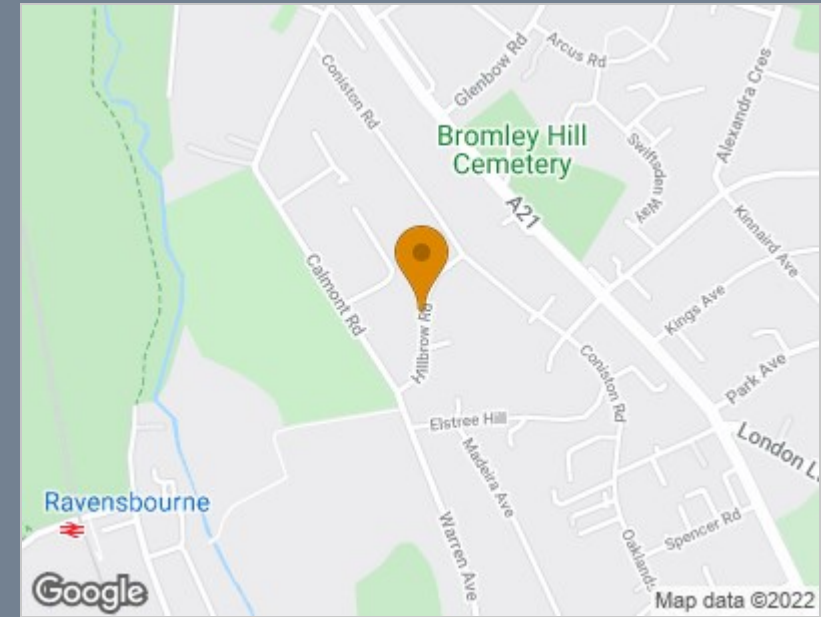 Glenbow Rd
Arcus Rd
Alexandra Cres
Coniston Rd
Bromley Hill
Cemetery
Swiftsden Way
A21
Kinnaird Ave
Calmont Rd
Hillbrow Rd
Kings Ave
Coniston Rd
Park Ave
Elstree Hill
Madeira Ave
London L
Ravensbourne
Warren Ave
Spencer Rd
Oaklands
Google
Map data ©2022